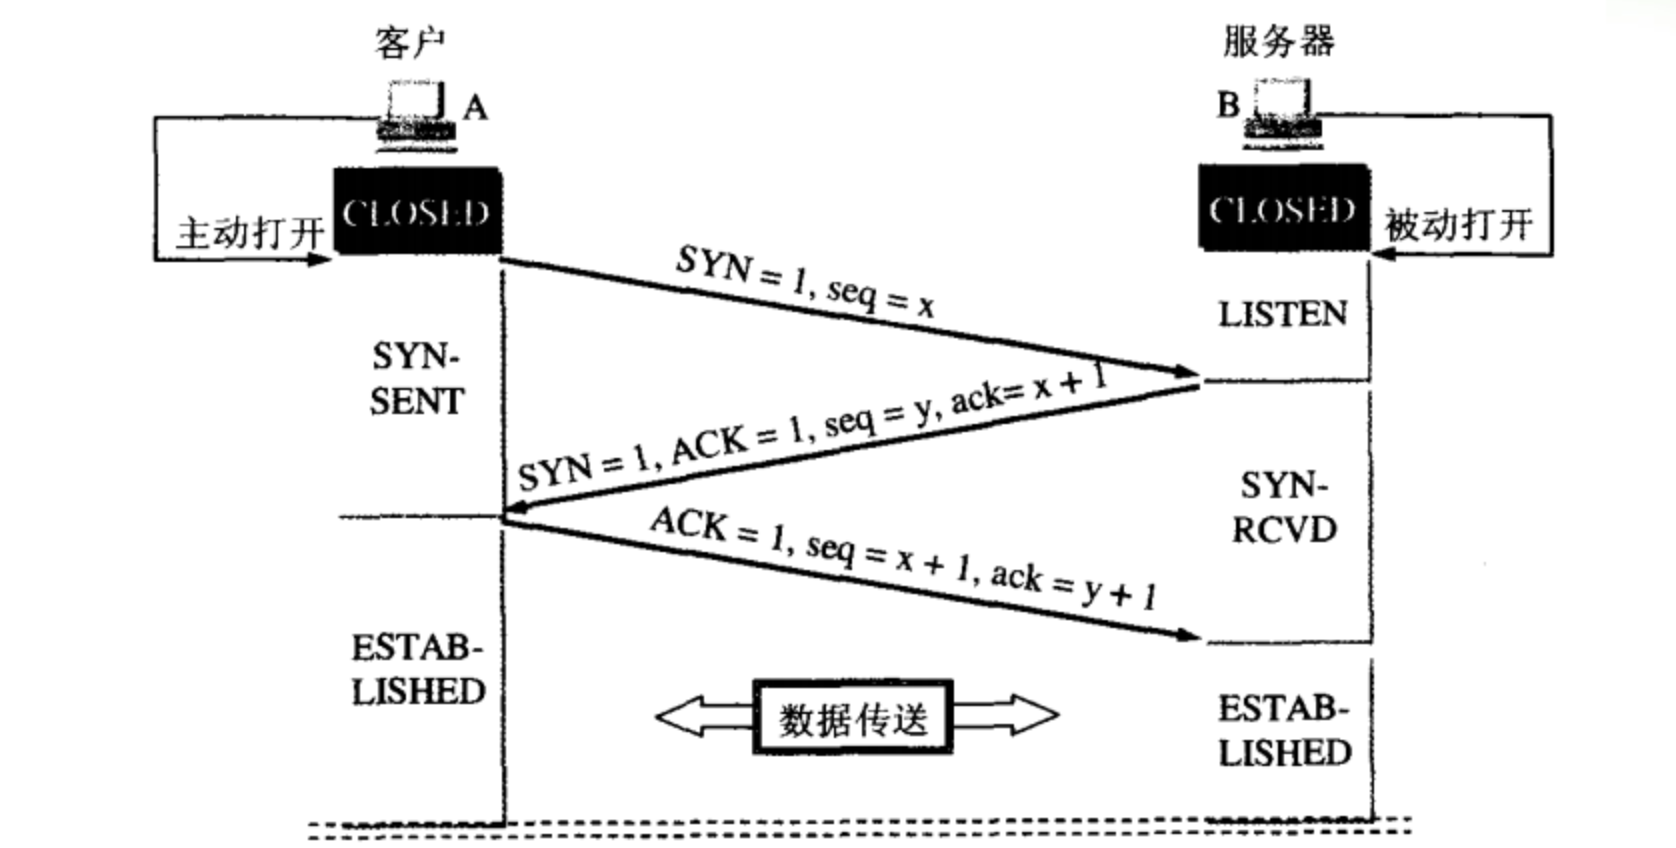 客户
服务器
A
B
CLOSED
CLOSED
主动打开
被动打开
SYN = 1, seq = x
LISTEN
SYN-
SENT
SYN = 1, ACK = 1, seq = y, ack= x + 1
SYN-
RCVD
ACK = 1, seq = x + 1, ack = y + 1
ESTAB-
LISHED
数据传送
ESTAB-
LISHED